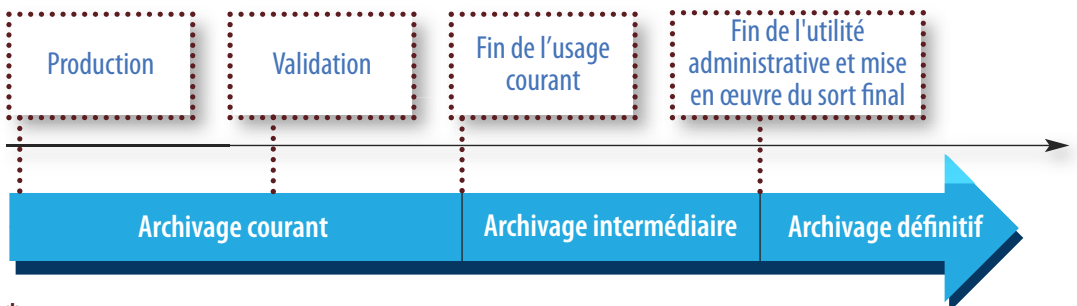 Production
Validation
Fin de l’usage
courant
Fin de l'utilité
administrative et mise
en œuvre du sort final
Archivage courant
Archivage intermédiaire
Archivage définitif